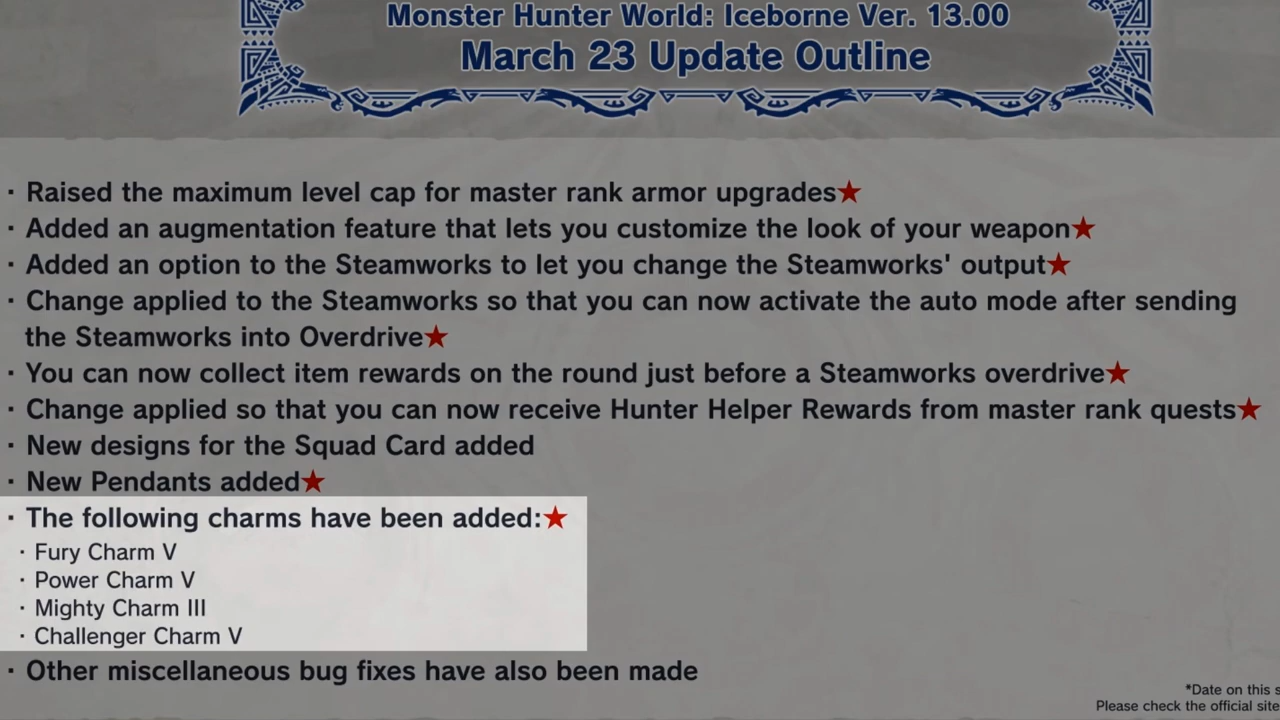 Monster Hunter World: Iceborne Ver. 13.00
March 23 Update Outline
· Raised the maximum level cap for master rank armor upgrades★
· Added an augmentation feature that lets you customize the look of your weapon★
· Added an option to the Steamworks to let you change the Steamworks' output★
· Change applied to the Steamworks so that you can now activate the auto mode after sending
the Steamworks into Overdrive★
· You can now collect item rewards on the round just before a Steamworks overdrive★
· Change applied so that you can now receive Hunter Helper Rewards from master rank quests★
· New designs for the Squad Card added
· New Pendants added★
· The following charms have been added:★
· Fury Charm V
· Power Charm V
· Mighty Charm III
· Challenger Charm V
· Other miscellaneous bug fixes have also been made
*Date on this s
Please check the official site